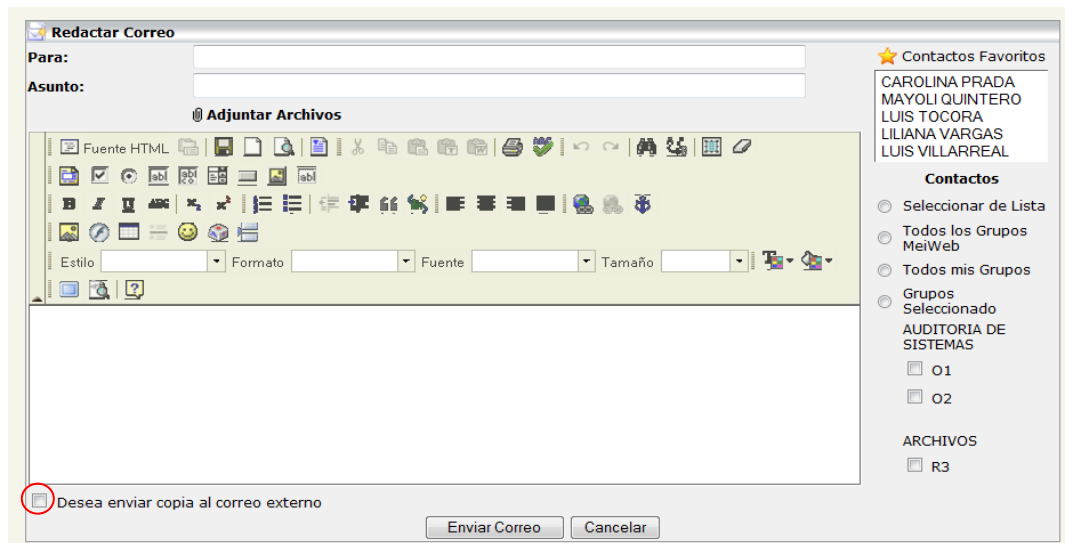 Redactar Correo
Para:
Asunto:
Adjuntar Archivos
Fuente HTML
Estilo
Formato
Fuente
Tamaño
Desea enviar copia al correo externo
Enviar Correo
Cancelar
Contactos Favoritos
CAROLINA PRADA
MAYOLI QUINTERO
LUIS TOCORA
LILIANA VARGAS
LUIS VILLARREAL
Contactos
Seleccionar de Lista
Todos los Grupos
MeiWeb
Todos mis Grupos
Grupos
Seleccionado
AUDITORIA DE
SISTEMAS
O1
O2
ARCHIVOS
R3